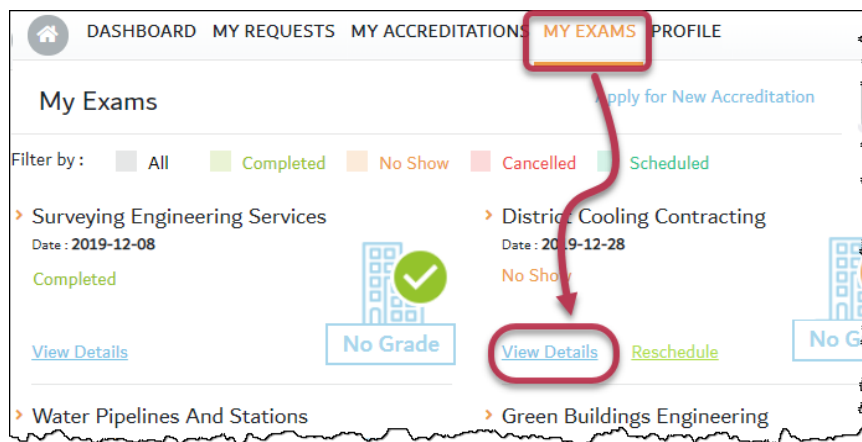 DASHBOARD MY REQUESTS MY ACCREDITATIONS MY EXAMS PROFILE
My Exams
Apply for New Accreditation
Filter by : All Completed No Show Cancelled Scheduled
Surveying Engineering Services
Date : 2019-12-08
Completed
No Grade
View Details
District Cooling Contracting
Date : 2019-12-28
No Show
No G
View Details Reschedule
Water Pipelines And Stations
Green Buildings Engineering